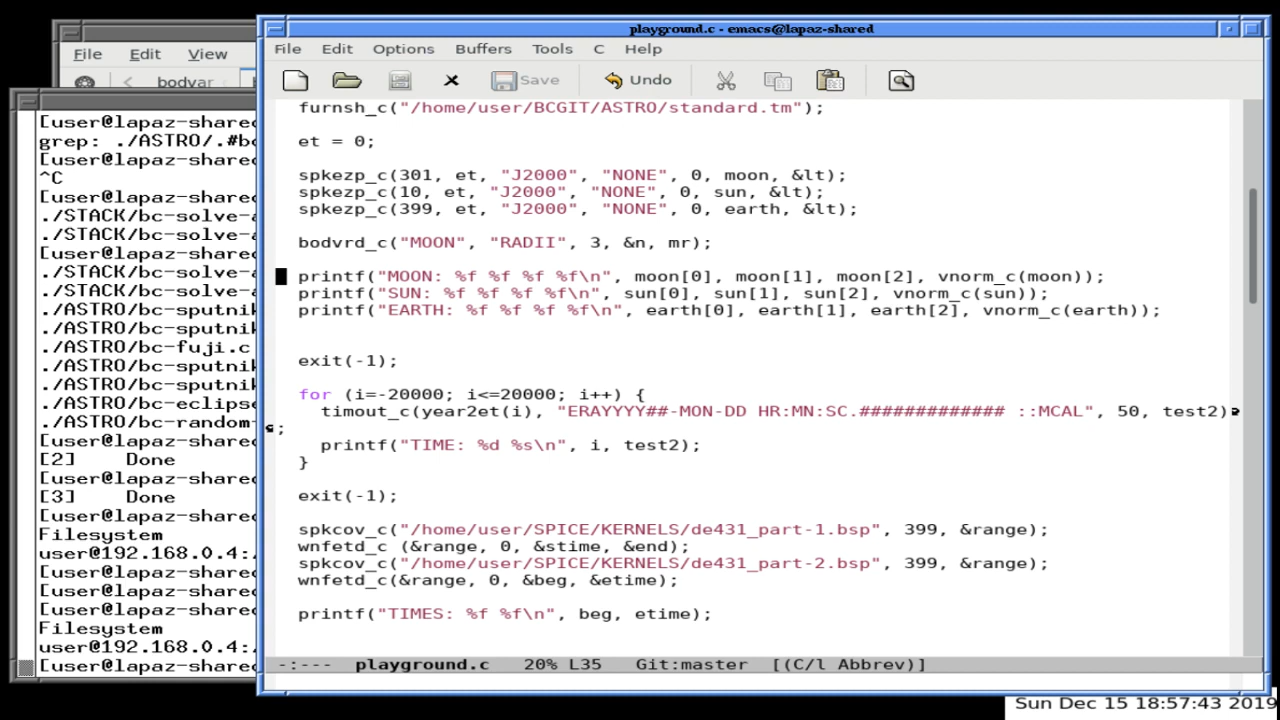 playground.c - emacs@lapaz-shared
File Edit Options Buffers Tools C Help
Save Undo
furnsh_c("/home/user/BCGIT/ASTRO/standard.tm");
et = 0;
spkezp_c(301, et, "J2000", "NONE", 0, moon, &lt);
spkezp_c(10, et, "J2000", "NONE", 0, sun, &lt);
spkezp_c(399, et, "J2000", "NONE", 0, earth, &lt);
bodvrd_c("MOON", "RADII", 3, &n, mr);
printf("MOON: %f %f %f %f\n", moon[0], moon[1], moon[2], vnorm_c(moon));
printf("SUN: %f %f %f %f\n", sun[0], sun[1], sun[2], vnorm_c(sun));
printf("EARTH: %f %f %f %f\n", earth[0], earth[1], earth[2], vnorm_c(earth));
exit(-1);
for (i=-20000; i<=20000; i++) {
timout_c(year2et(i), "ERAYYYY##-MON-DD HR:MN:SC.############# ::MCAL", 50, test2)
;
printf("TIME: %d %s\n", i, test2);
}
exit(-1);
spkcov_c("/home/user/SPICE/KERNELS/de431_part-1.bsp", 399, &range);
wnfetd_c (&range, 0, &stime, &end);
spkcov_c("/home/user/SPICE/KERNELS/de431_part-2.bsp", 399, &range);
wnfetd_c(&range, 0, &beg, &etime);
printf("TIMES: %f %f\n", beg, etime);
-:--- playground.c 20% L35 Git:master [(C/l Abbrev)]
File Edit View
bodvar
[user@lapaz-shared
grep: ./ASTRO/.#bc
[user@lapaz-shared
^C
[user@lapaz-shared
./STACK/bc-solve-a
./STACK/bc-solve-a
[user@lapaz-shared
./STACK/bc-solve-a
./STACK/bc-solve-a
./ASTRO/bc-sputnik
./ASTRO/bc-sputnik
./ASTRO/bc-fuji.c
./ASTRO/bc-sputnik
./ASTRO/bc-eclipse
./ASTRO/bc-random-
[user@lapaz-shared
[2] Done
[user@lapaz-shared
[3] Done
[user@lapaz-shared
Filesystem
user@192.168.0.4:/
[user@lapaz-shared
[user@lapaz-shared
[user@lapaz-shared
Filesystem
user@192.168.0.4:/
[user@lapaz-shared
Sun Dec 15 18:57:43 2019